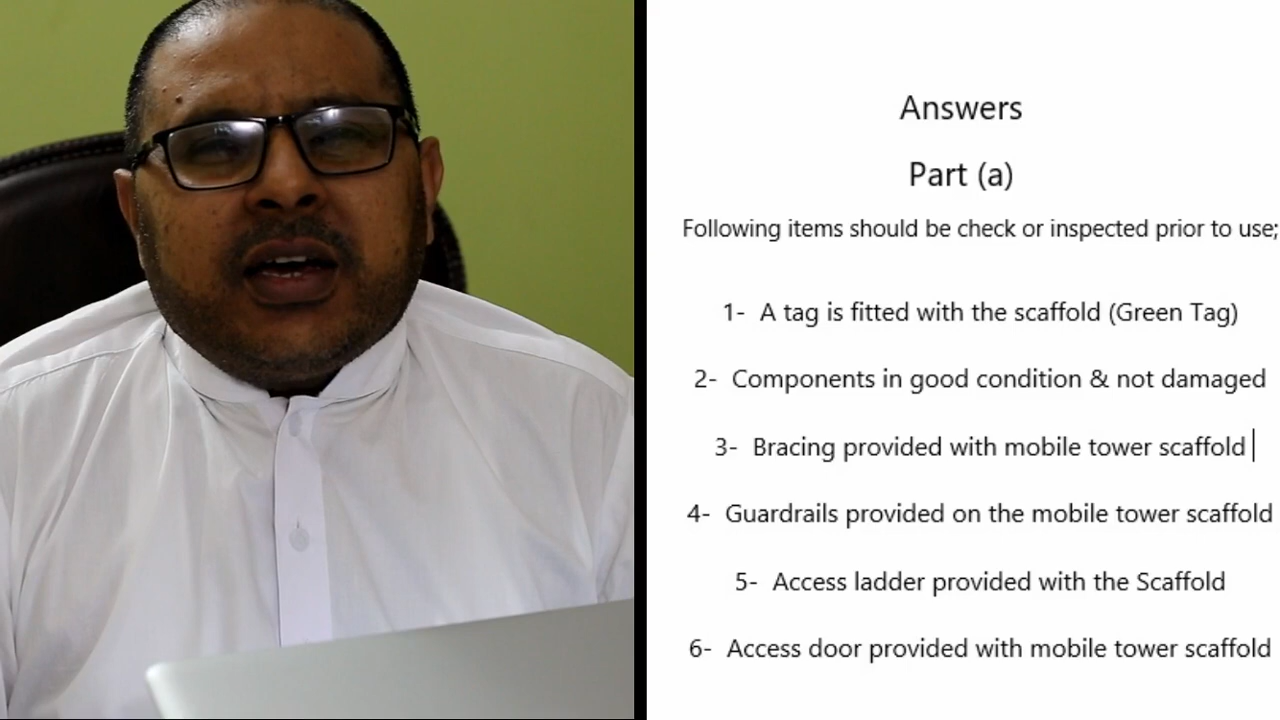 Answers
Part (a)
Following items should be check or inspected prior to use;
1- A tag is fitted with the scaffold (Green Tag)
2- Components in good condition & not damaged
3- Bracing provided with mobile tower scaffold
4- Guardrails provided on the mobile tower scaffold
5- Access ladder provided with the Scaffold
6- Access door provided with mobile tower scaffold